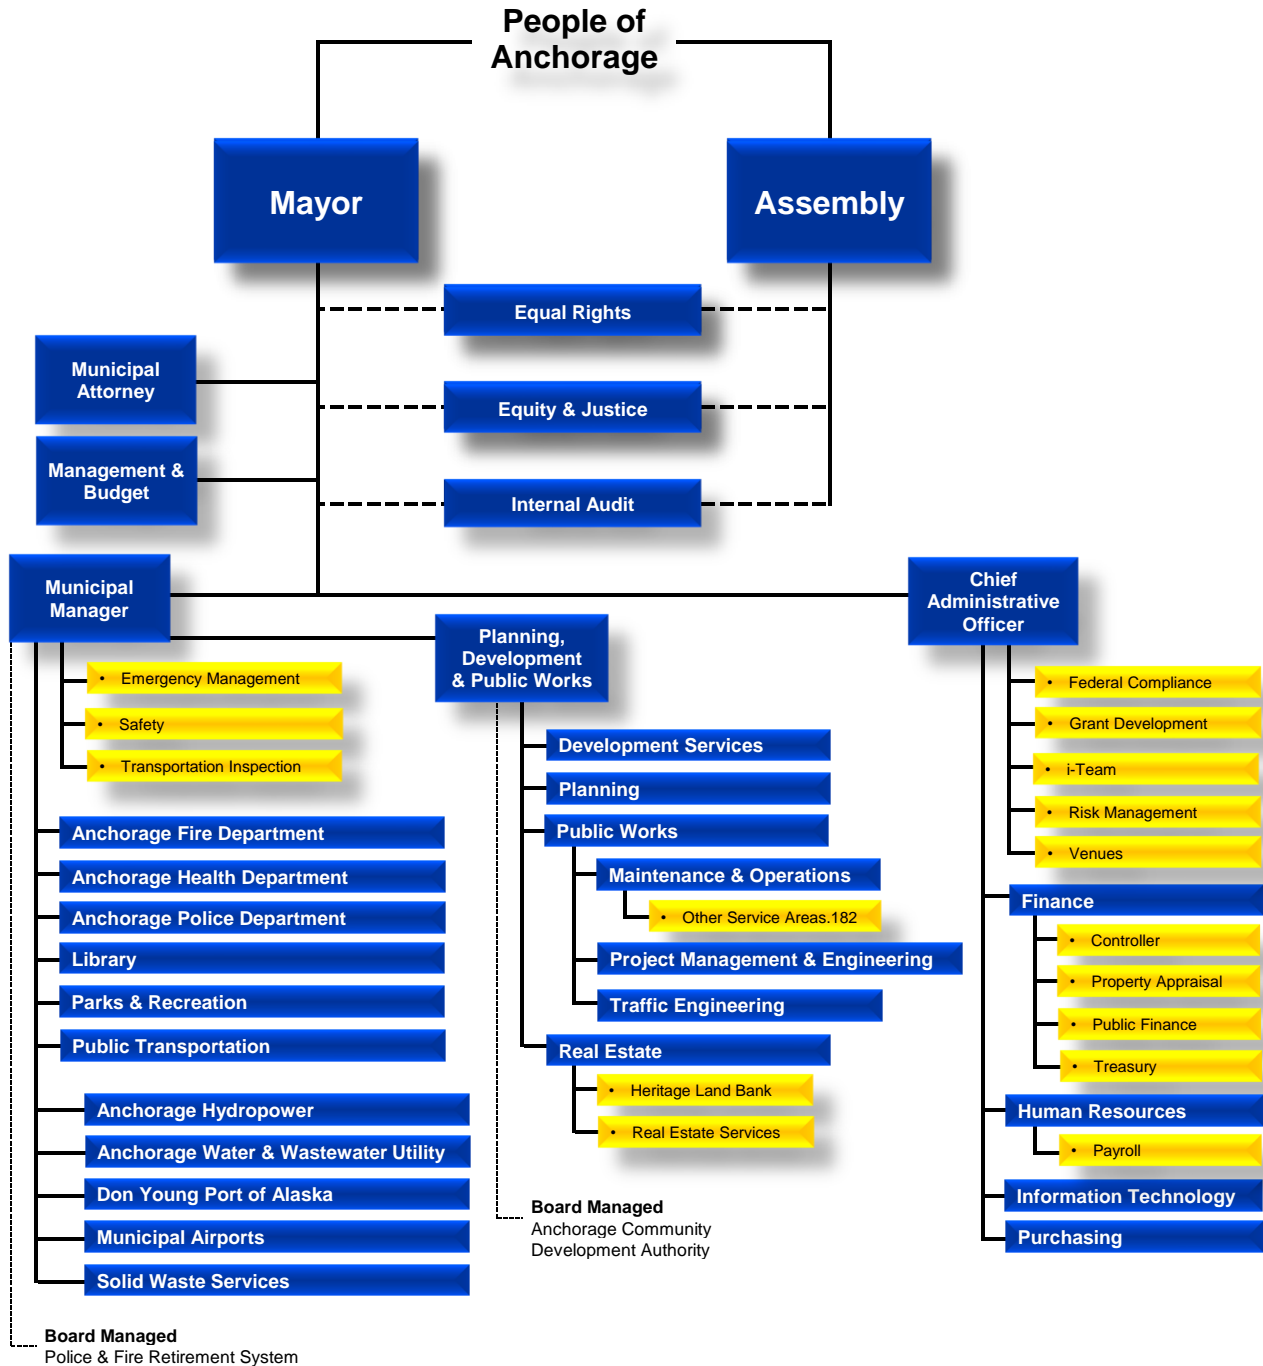 People of
Anchorage
Mayor
Assembly
Equal Rights
Municipal
Attorney
Equity & Justice
Management &
Budget
Internal Audit
Municipal
Manager
Chief
Administrative
Officer
Planning,
Development
& Public Works
• Emergency Management
• Safety
• Transportation Inspection
Anchorage Fire Department
Anchorage Health Department
Anchorage Police Department
Library
Parks & Recreation
Public Transportation
Anchorage Hydropower
Anchorage Water & Wastewater Utility
Don Young Port of Alaska
Municipal Airports
Solid Waste Services
Board Managed
Police & Fire Retirement System
Development Services
Planning
Public Works
Maintenance & Operations
• Other Service Areas.182
Project Management & Engineering
Traffic Engineering
Real Estate
• Heritage Land Bank
• Real Estate Services
Board Managed
Anchorage Community
Development Authority
• Federal Compliance
• Grant Development
• i-Team
• Risk Management
• Venues
Finance
• Controller
• Property Appraisal
• Public Finance
• Treasury
Human Resources
• Payroll
Information Technology
Purchasing